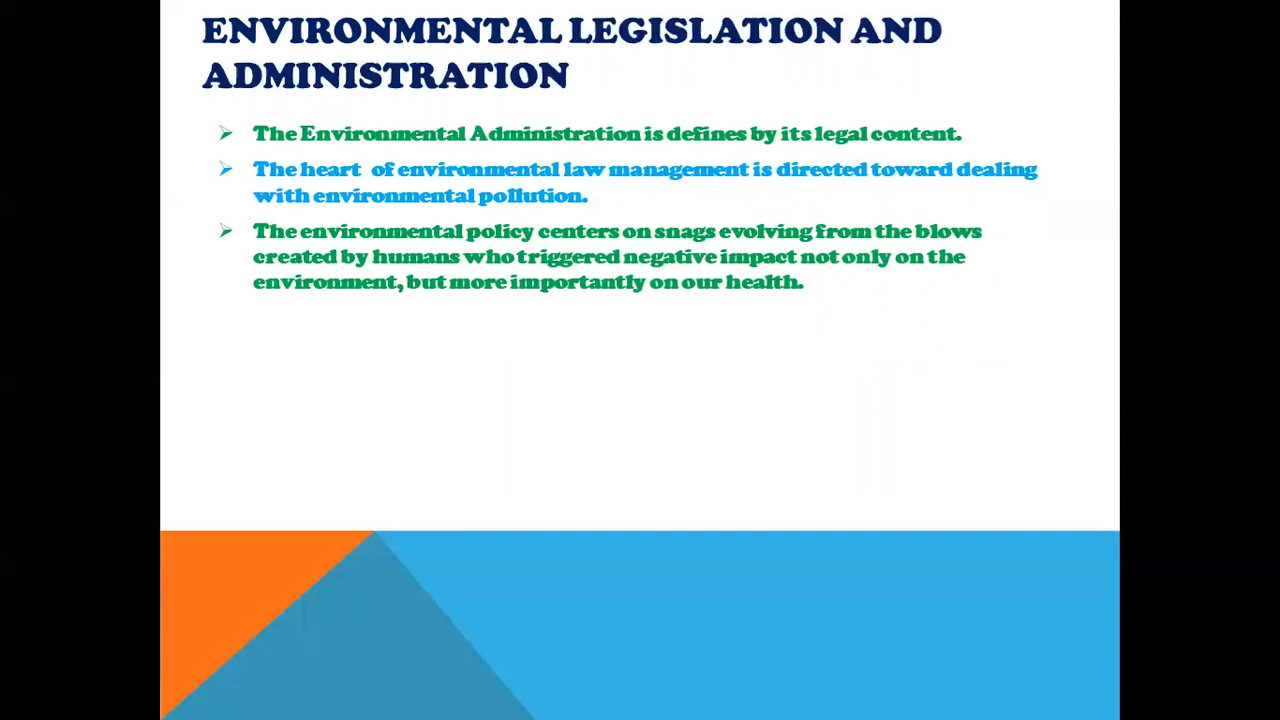 ENVIRONMENTAL LEGISLATION AND
ADMINISTRATION
The Environmental Administration is defines by its legal content.
The heart of environmental law management is directed toward dealing
with environmental pollution.
The environmental policy centers on snags evolving from the blows
created by humans who triggered negative impact not only on the
environment, but more importantly on our health.